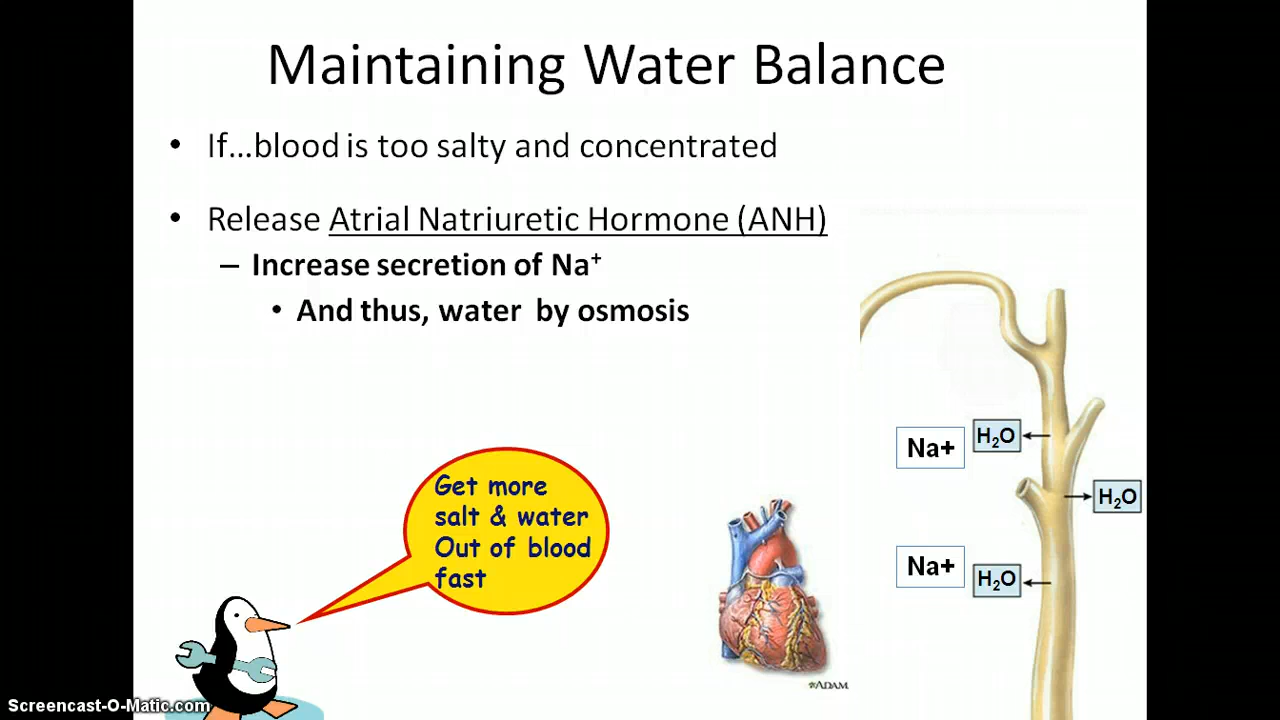 Maintaining Water Balance
• If...blood is too salty and concentrated
• Release Atrial Natriuretic Hormone (ANH)
– Increase secretion of Na⁺
• And thus, water by osmosis
Get more
salt & water
Out of blood
fast
Na+
H₂O
H₂O
Na+
H₂O
ADAM
Screencast-O-Matic.com